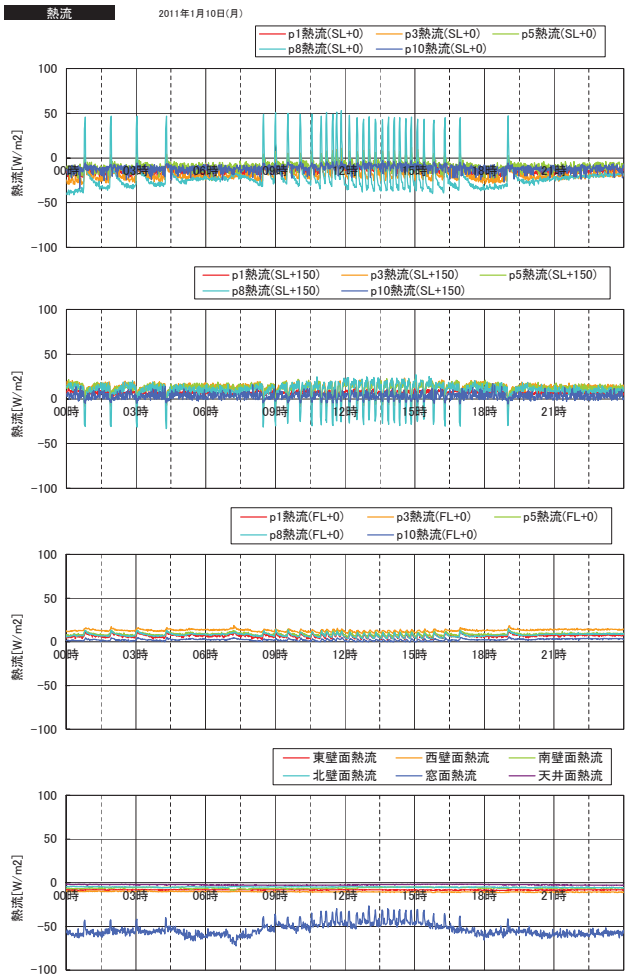 熱流 2011年1月10日(月)
p1熱流(SL+0) p3熱流(SL+0) p5熱流(SL+0)
p8熱流(SL+0) p10熱流(SL+0)
熱流[W/m2]
100
50
0
−50
−100
00時 03時 06時 09時 12時 15時 18時 21時
p1熱流(SL+150) p3熱流(SL+150) p5熱流(SL+150)
p8熱流(SL+150) p10熱流(SL+150)
熱流[W/m2]
100
50
0
−50
−100
00時 03時 06時 09時 12時 15時 18時 21時
p1熱流(FL+0) p3熱流(FL+0) p5熱流(FL+0)
p8熱流(FL+0) p10熱流(FL+0)
熱流[W/m2]
100
50
0
−50
−100
00時 03時 06時 09時 12時 15時 18時 21時
東壁面熱流 西壁面熱流 南壁面熱流
北壁面熱流 窓面熱流 天井面熱流
熱流[W/m2]
100
50
0
−50
−100
00時 03時 06時 09時 12時 15時 18時 21時